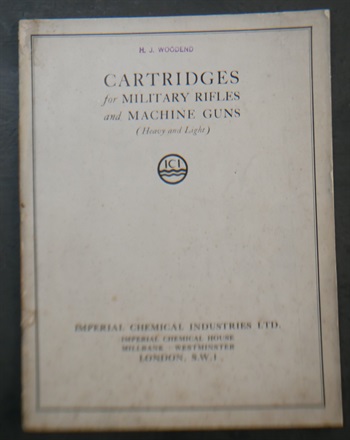 H. J. WOODEND
CARTRIDGES
for MILITARY RIFLES
and MACHINE GUNS
(Heavy and Light)
ICI
IMPERIAL CHEMICAL INDUSTRIES LTD.
IMPERIAL CHEMICAL HOUSE
MILLBANK - WESTMINSTER
LONDON, S.W.1.